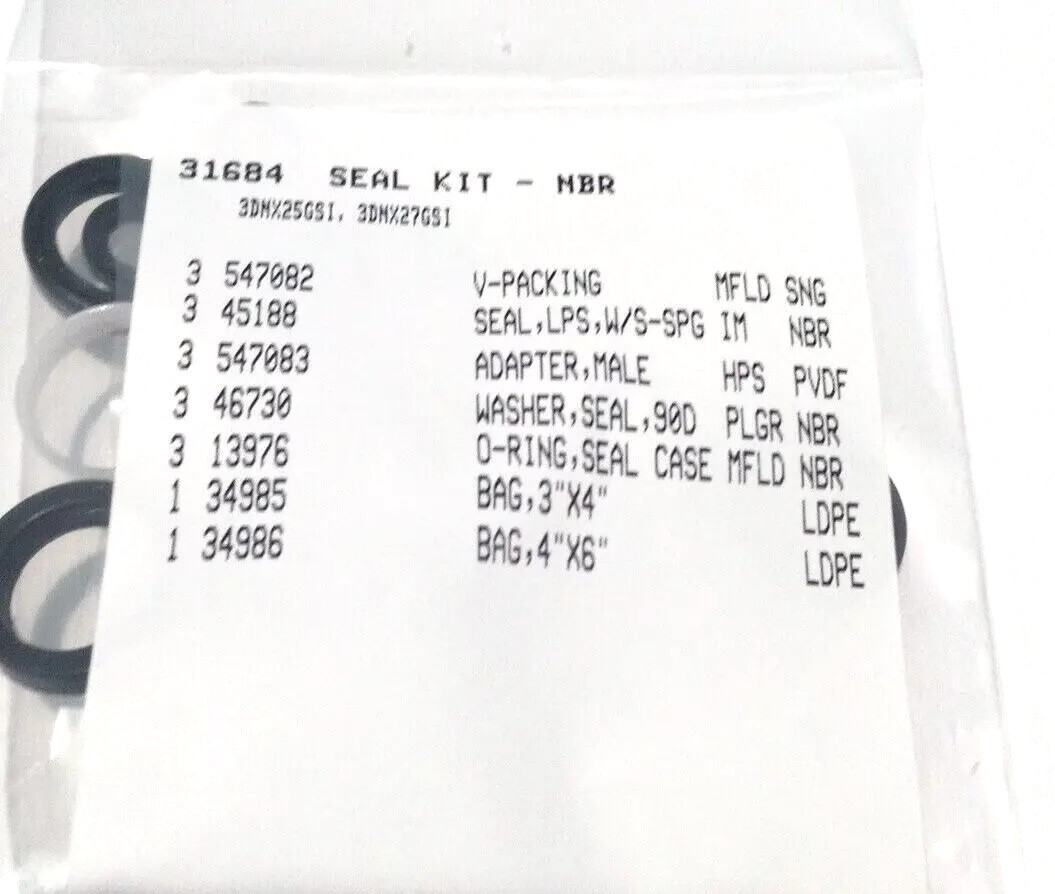 31684 SEAL KIT - NBR
3DNX25GSI, 3DNX27GSI
3 547082 V-PACKING MFLD SNG
3 45188 SEAL,LPS,W/S-SPG IM NBR
3 547083 ADAPTER,MALE HPS PVDF
3 46730 WASHER,SEAL,90D PLGR NBR
3 13976 O-RING,SEAL CASE MFLD NBR
1 34985 BAG,3"X4" LDPE
1 34986 BAG,4"X6" LDPE